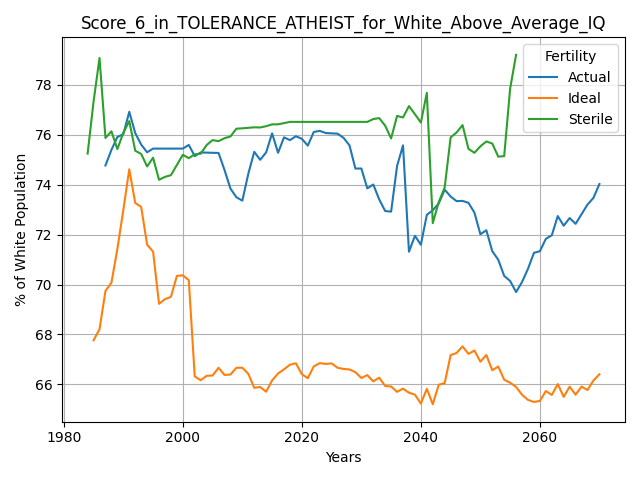 Score_6_in_TOLERANCE_ATHEIST_for_White_Above_Average_IQ
Fertility
Actual
Ideal
Sterile
% of White Population
78
76
74
72
70
68
66
1980
2000
2020
2040
2060
Years